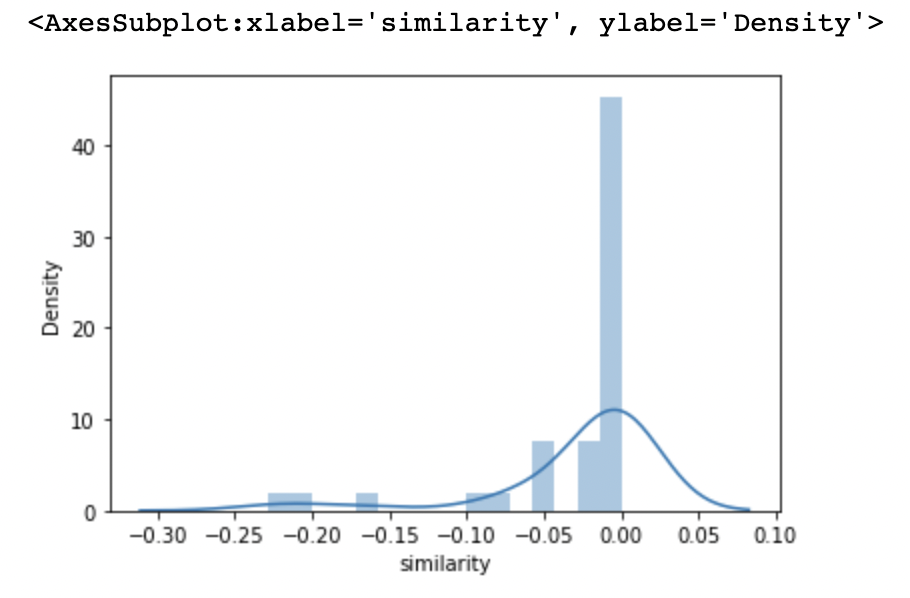 <AxesSubplot:xlabel='similarity', ylabel='Density'>
40
30
20
10
0
Density
−0.30 −0.25 −0.20 −0.15 −0.10 −0.05 0.00 0.05 0.10
similarity